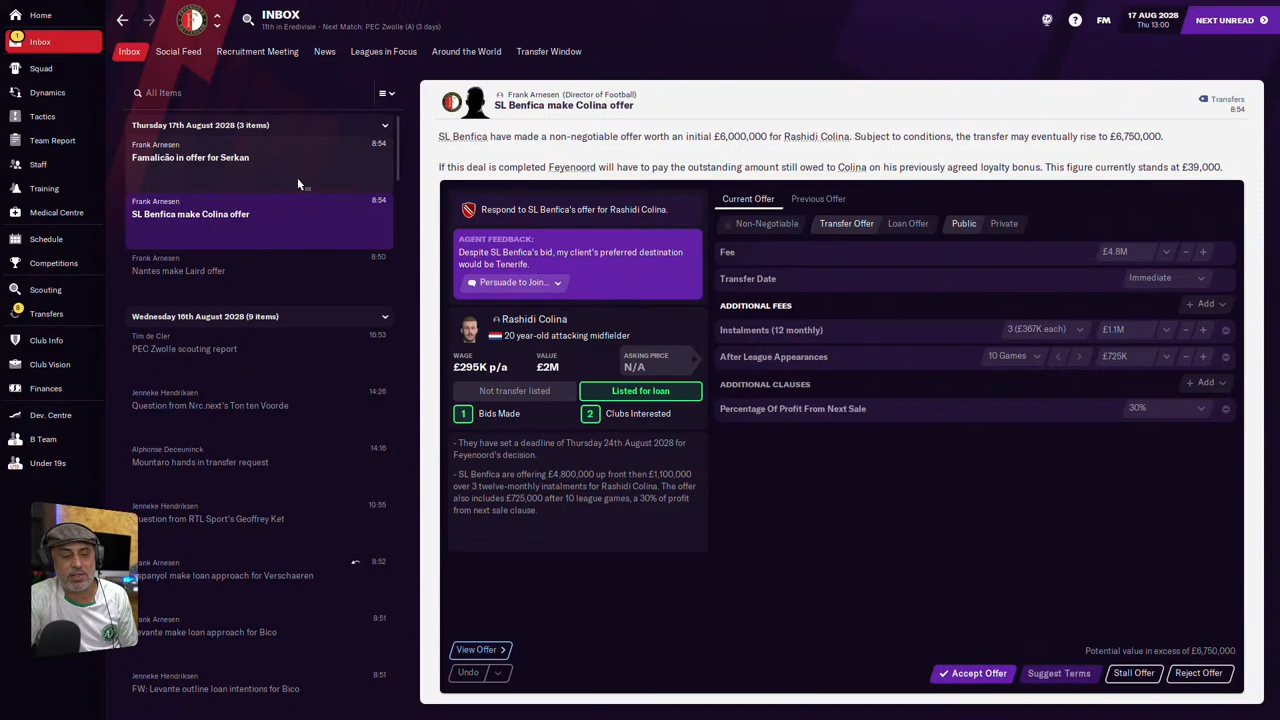 Home
INBOX
11th in Eredivisie - Next Match: PEC Zwolle (A) (3 days)
FM
17 AUG 2028
Thu 13:00
NEXT UNREAD
1
Inbox
Squad
Dynamics
Tactics
Team Report
Staff
Training
Medical Centre
Schedule
Competitions
Scouting
8
Transfers
Club Info
Club Vision
Finances
Dev. Centre
B Team
Under 19s
Inbox
Social Feed
Recruitment Meeting
News
Leagues in Focus
Around the World
Transfer Window
All Items
Thursday 17th August 2028 (3 items)
Frank Arnesen
8:54
Famalicão in offer for Serkan
Frank Arnesen
8:54
SL Benfica make Colina offer
Frank Arnesen
8:50
Nantes make Laird offer
Wednesday 16th August 2028 (9 items)
Tim de Cler
16:53
PEC Zwolle scouting report
Jenneke Hendriksen
14:26
Question from Nrc.next's Ton ten Voorde
Alphonse Deceuninck
14:16
Mountaro hands in transfer request
Jenneke Hendriksen
10:55
uestion from RTL Sport's Geoffrey Ket
rank Arnesen
8:52
spanyol make loan approach for Verschaeren
ank Arnesen
8:51
evante make loan approach for Bico
Jenneke Hendriksen
8:51
FW: Levante outline loan intentions for Bico
Frank Arnesen (Director of Football)
SL Benfica make Colina offer
Transfers
8:54
SL Benfica have made a non-negotiable offer worth an initial £6,000,000 for Rashidi Colina. Subject to conditions, the transfer may eventually rise to £6,750,000.
If this deal is completed Feyenoord will have to pay the outstanding amount still owed to Colina on his previously agreed loyalty bonus. This figure currently stands at £39,000.
Respond to SL Benfica's offer for Rashidi Colina.
AGENT FEEDBACK:
Despite SL Benfica's bid, my client's preferred destination
would be Tenerife.
Persuade to Join...
Rashidi Colina
20 year-old attacking midfielder
WAGE
VALUE
ASKING PRICE
£295K p/a
£2M
N/A
Not transfer listed
Listed for loan
1
Bids Made
2
Clubs Interested
- They have set a deadline of Thursday 24th August 2028 for
Feyenoord's decision.
- SL Benfica are offering £4,800,000 up front then £1,100,000
over 3 twelve-monthly instalments for Rashidi Colina. The offer
also includes £725,000 after 10 league games, a 30% of profit
from next sale clause.
View Offer
Undo
Current Offer
Previous Offer
Non-Negotiable
Transfer Offer
Loan Offer
Public
Private
Fee
£4.8M
Transfer Date
Immediate
ADDITIONAL FEES
Add
Instalments (12 monthly)
3 (£367K each)
£1.1M
After League Appearances
10 Games
£725K
ADDITIONAL CLAUSES
Add
Percentage Of Profit From Next Sale
30%
Potential value in excess of £6,750,000
Accept Offer
Suggest Terms
Stall Offer
Reject Offer